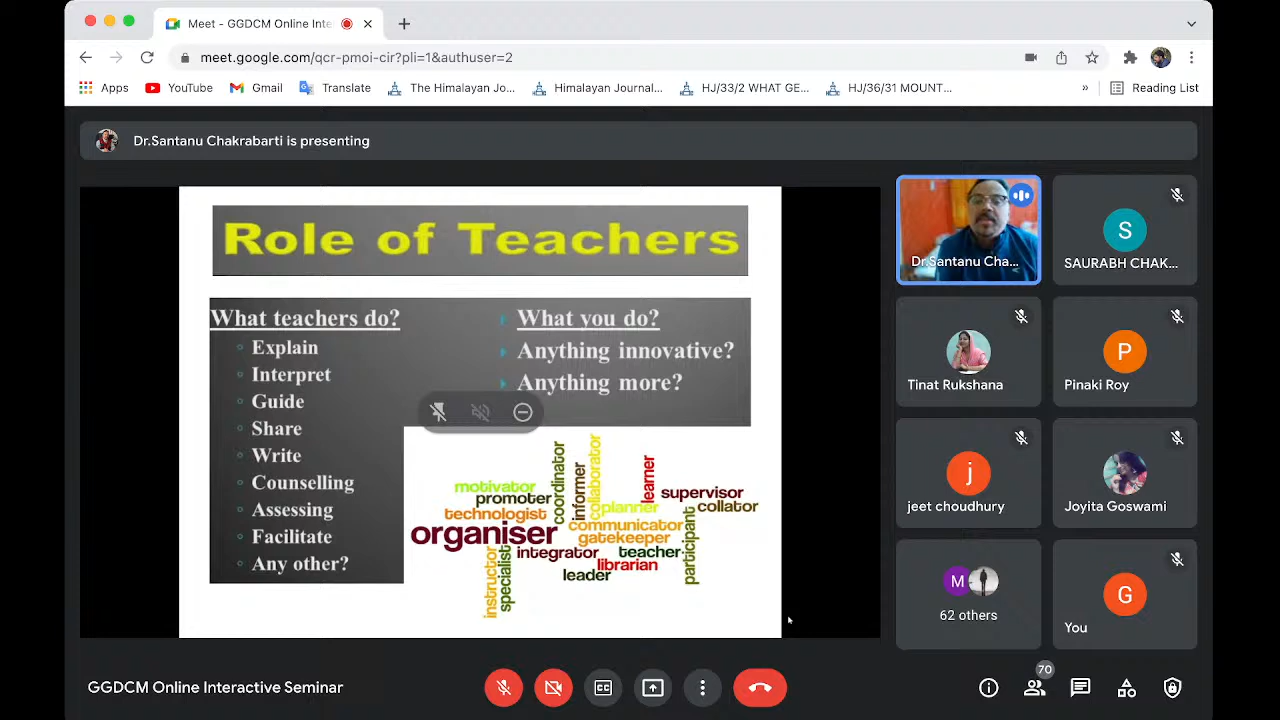 Meet - GGDCM Online Inte
meet.google.com/qcr-pmoi-cir?pli=1&authuser=2
Apps
YouTube
Gmail
Translate
The Himalayan Jo...
Himalayan Journal...
HJ/33/2 WHAT GE...
HJ/36/31 MOUNT...
»
Reading List
Dr.Santanu Chakrabarti is presenting
Role of Teachers
What teachers do?
Explain
Interpret
Guide
Share
Write
Counselling
Assessing
Facilitate
Any other?
What you do?
Anything innovative?
Anything more?
motivator
promoter
technologist
organiser
coordinator
informer
collaborator
learner
supervisor
collator
planner
communicator
gatekeeper
participant
integrator
teacher
librarian
leader
instructor
specialist
Dr.Santanu Cha...
S
SAURABH CHAK...
Tinat Rukshana
P
Pinaki Roy
j
jeet choudhury
Joyita Goswami
M
62 others
G
You
GGDCM Online Interactive Seminar
CC
70